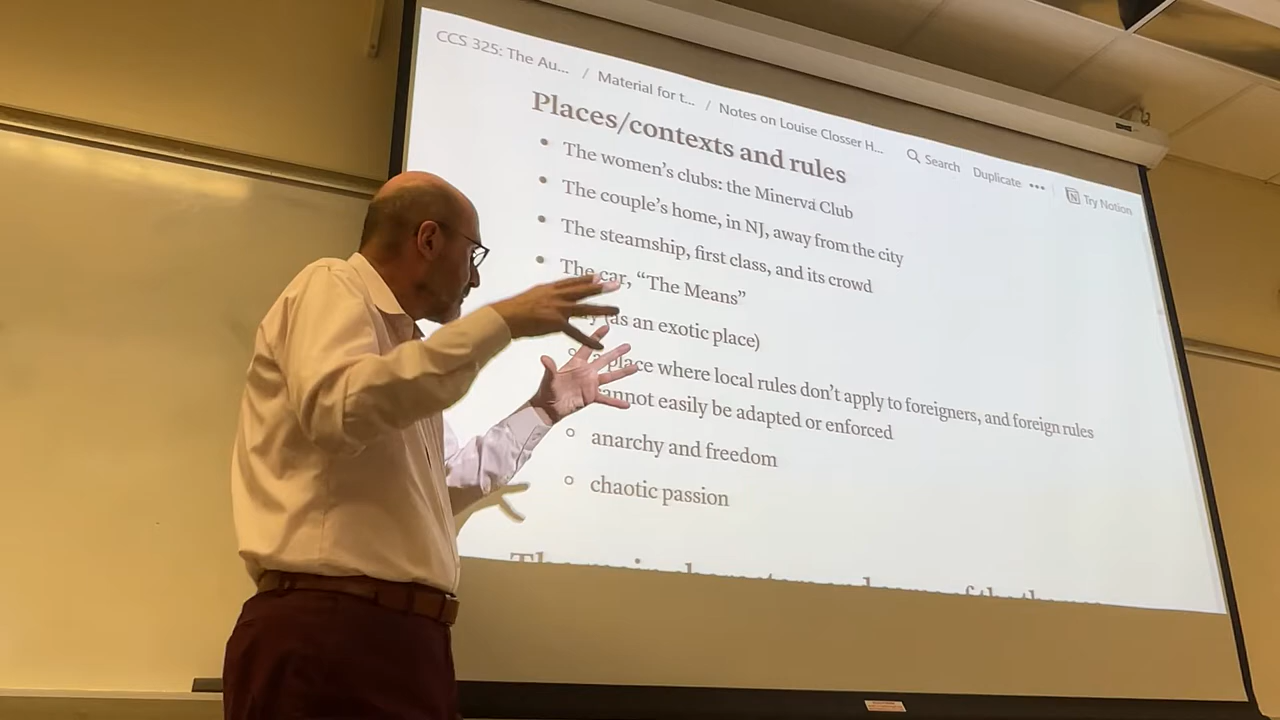 CCS 325: The Au... / Material for t... / Notes on Louise Closser H...
Search Duplicate ••• Try Notion
Places/contexts and rules
• The women's clubs: the Minerva Club
• The couple's home, in NJ, away from the city
• The steamship, first class, and its crowd
• The car, “The Means”
(as an exotic place)
a place where local rules don't apply to foreigners, and foreign rules
cannot easily be adapted or enforced
○ anarchy and freedom
○ chaotic passion